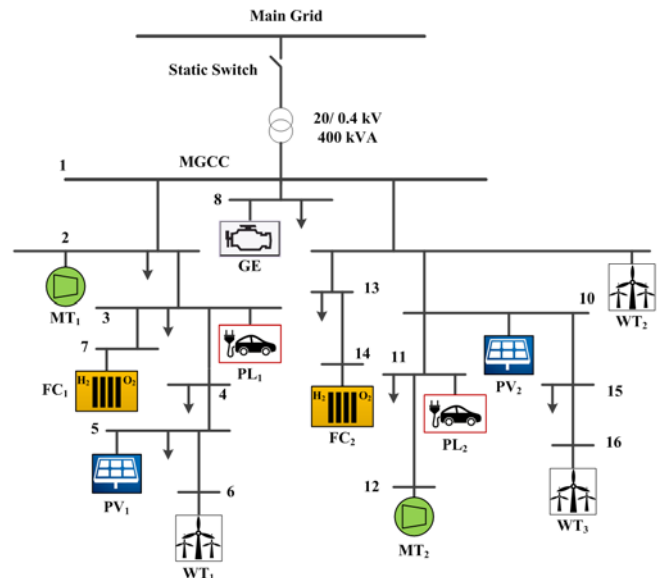 Main Grid
Static Switch
20/ 0.4 kV
400 kVA
1
MGCC
8
GE
2
MT₁
3
PL₁
7
H₂ O₂
FC₁
4
5
PV₁
6
WT₁
13
14
H₂ O₂
FC₂
10
WT₂
11
PL₂
PV₂
15
16
WT₃
12
MT₂